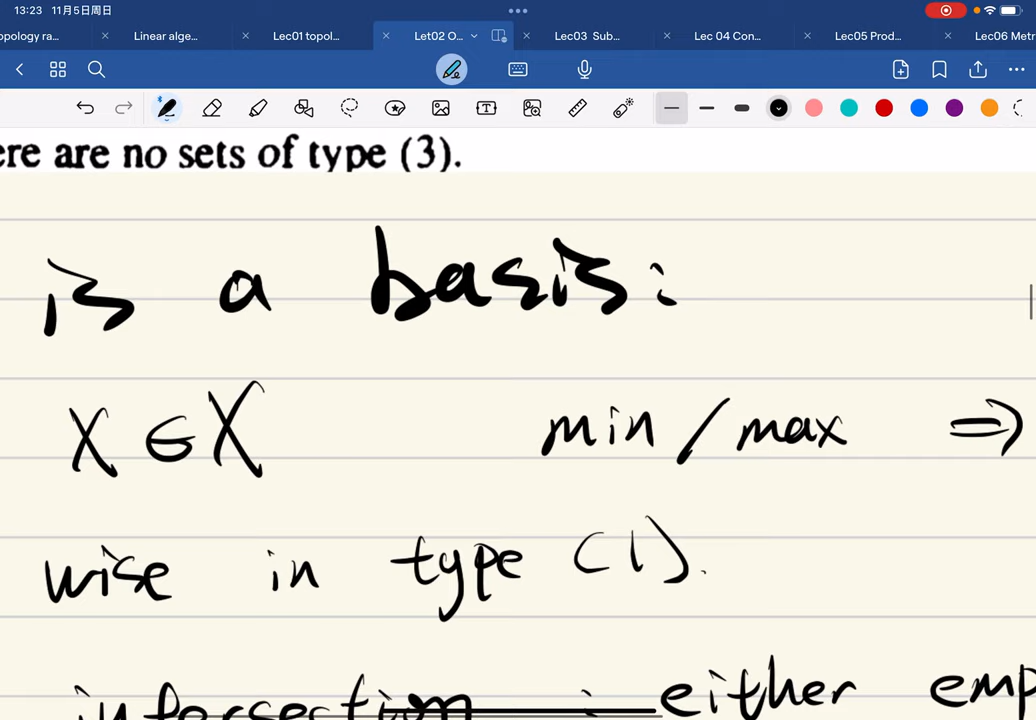 13:23 11月5日周日
opology ra...
Linear alge...
Lec01 topol...
Let02 O...
Lec03 Sub...
Lec 04 Con...
Lec05 Prod...
Lec06 Metr
ere are no sets of type (3).
is a basis:
X ∈ X min/max ⇒
wise in type (1).
intersection : either emp